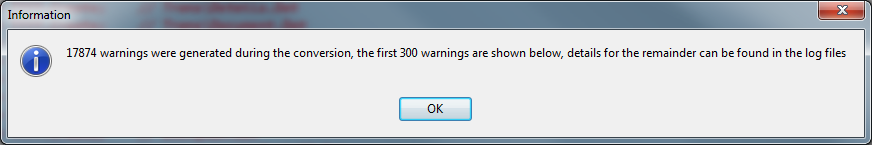 Information
17874 warnings were generated during the conversion, the first 300 warnings are shown below, details for the remainder can be found in the log files
OK